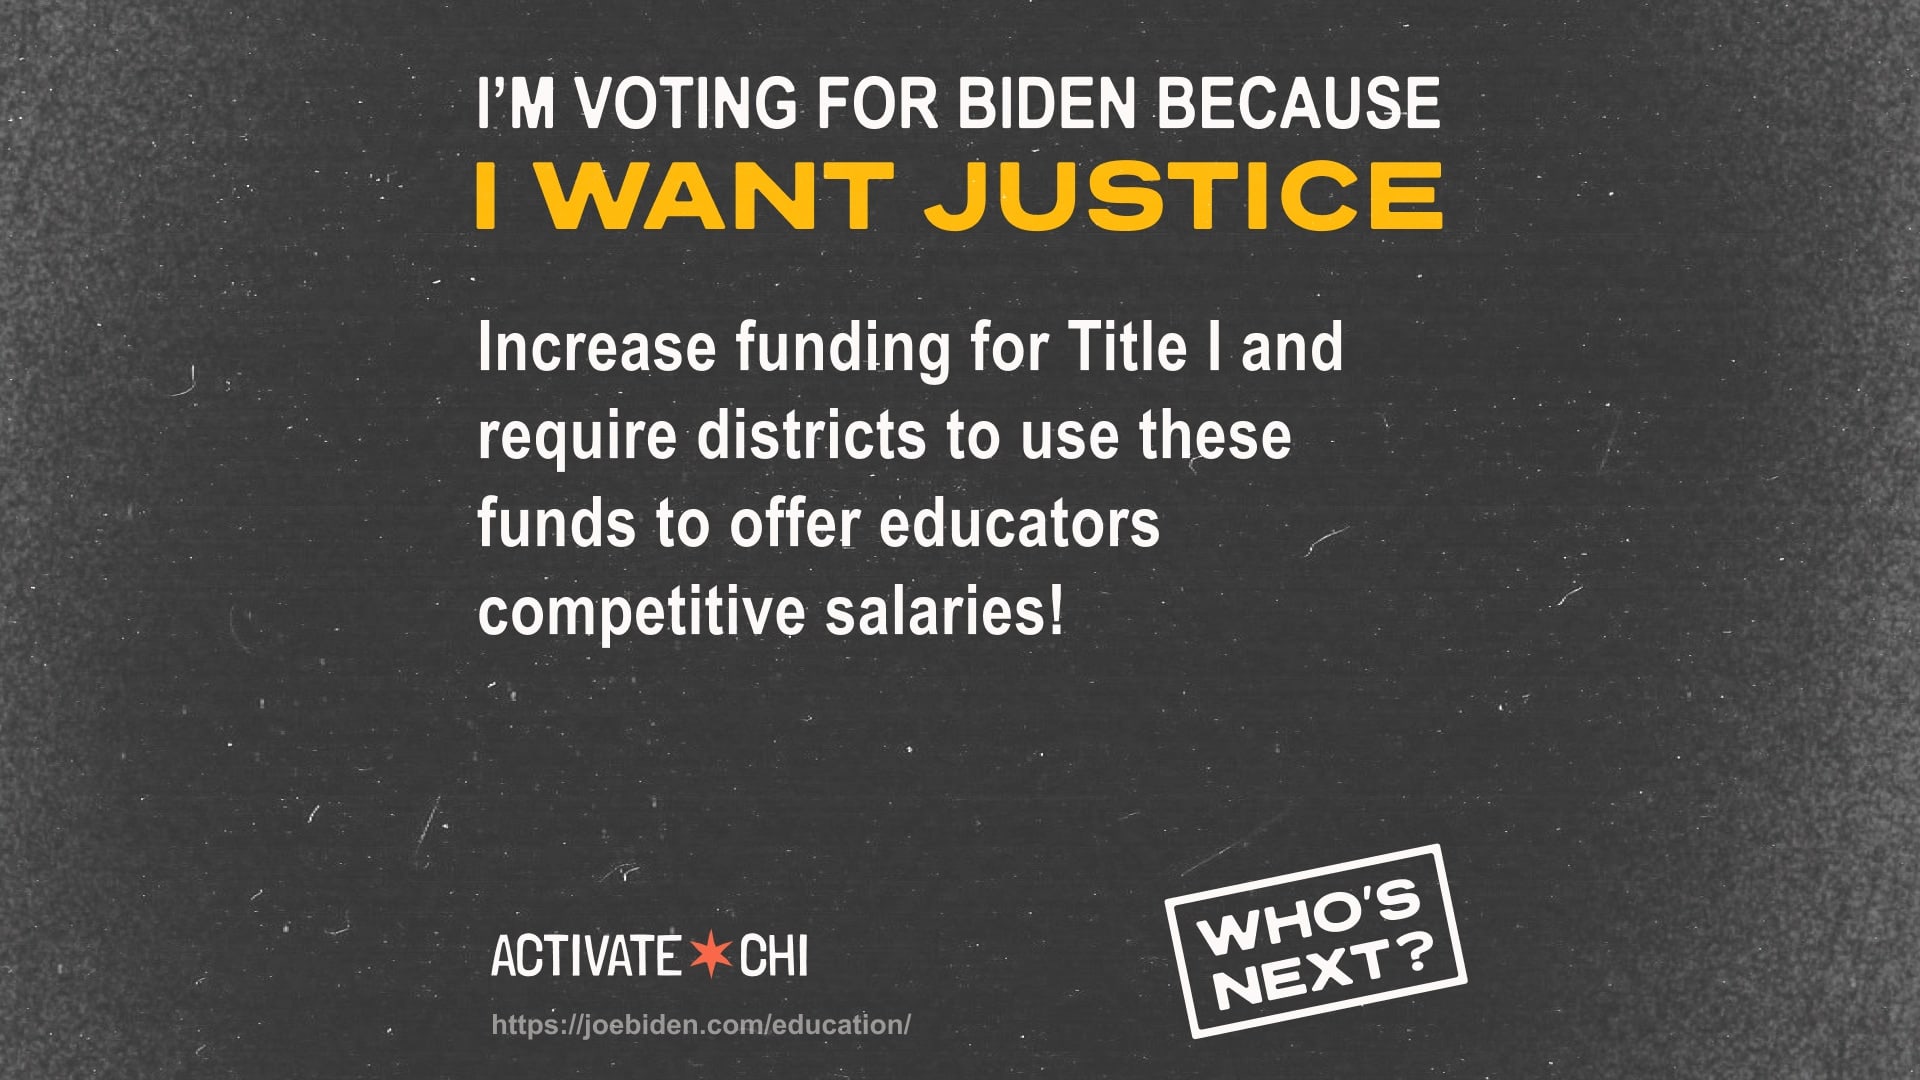 I’M VOTING FOR BIDEN BECAUSE
I WANT JUSTICE
Increase funding for Title I and
require districts to use these
funds to offer educators
competitive salaries!
ACTIVATE CHI
https://joebiden.com/education/
WHO'S
NEXT?